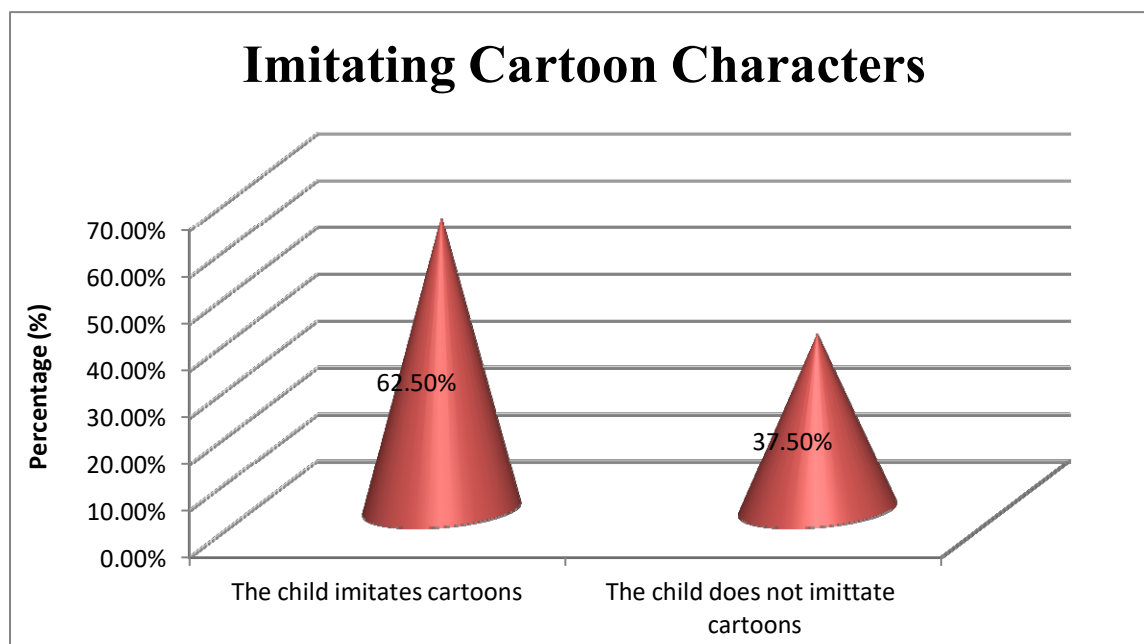 Imitating Cartoon Characters
70.00%
60.00%
50.00%
40.00%
30.00%
20.00%
10.00%
0.00%
Percentage (%)
62.50%
37.50%
The child imitates cartoons
The child does not imittate
cartoons